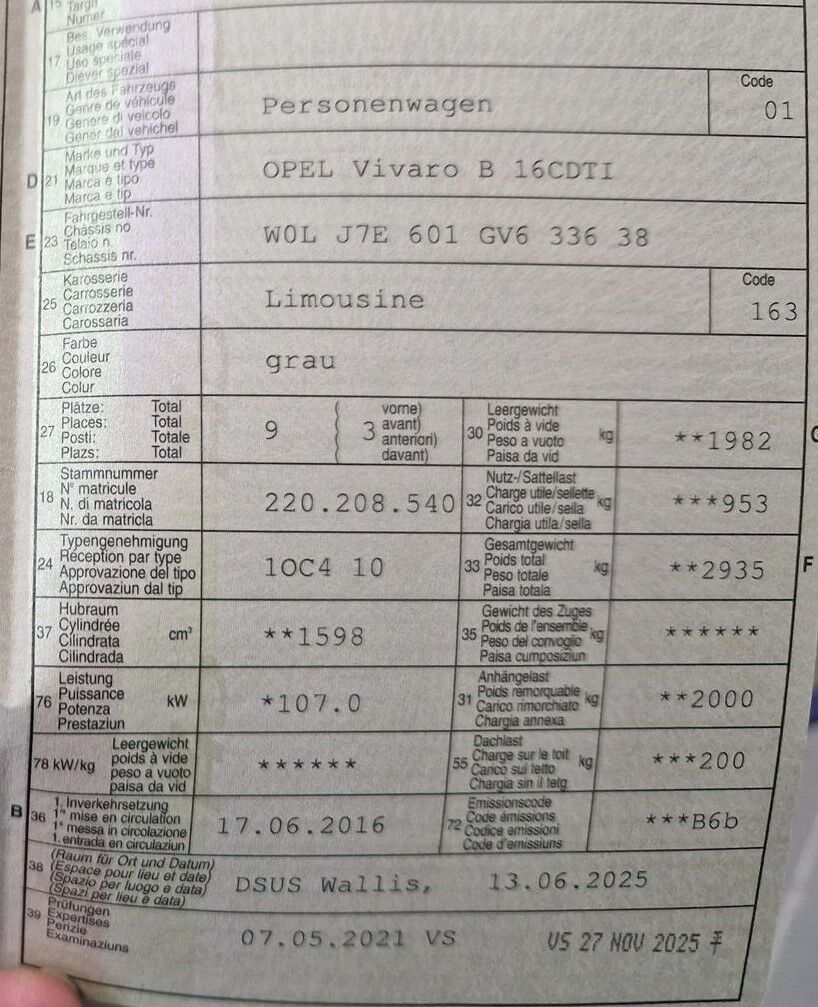 A 15 Targa
Numer
17 Bes. Verwendung
Usage spécial
Uso speciale
Diever spezial
19 Art des Fahrzeugs
Genre de véhicule
Genere di veicolo
Gener dal vehichel
Personenwagen
Code
01
D 21 Marke und Typ
Marque et type
Marca e tipo
Marca e tip
OPEL Vivaro B 16CDTI
E 23 Fahrgestell-Nr.
Châssis no
Telaio n.
Schassis nr.
W0L J7E 601 GV6 336 38
25 Karosserie
Carrosserie
Carrozzeria
Carossaria
Limousine
Code
163
26 Farbe
Couleur
Colore
Colur
grau
27 Plätze: Total
Places: Total
Posti: Totale
Plazs: Total
9
3
vorne)
avant)
anteriori)
davant)
30 Leergewicht
Poids à vide
Peso a vuoto
Paisa da vid
kg
**1982
18 Stammnummer
N° matricule
N. di matricola
Nr. da matricla
220.208.540
32 Nutz-/Sattellast
Charge utile/sellette
Carico utile/sella
Chargia utila/sella
kg
***953
24 Typengenehmigung
Réception par type
Approvazione del tipo
Approvaziun dal tip
1OC4 10
33 Gesamtgewicht
Poids total
Peso totale
Paisa totala
kg
**2935
F
37 Hubraum
Cylindrée
Cilindrata
Cilindrada
cm³
**1598
35 Gewicht des Zuges
Poids de l'ensemble
Peso del convoglio
Paisa cumposiziun
kg
******
76 Leistung
Puissance
Potenza
Prestaziun
kW
*107.0
31 Anhängelast
Poids remorquable
Carico rimorchiato
Chargia annexa
kg
**2000
78 kW/kg
Leergewicht
poids à vide
peso a vuoto
paisa da vid
******
55 Dachlast
Charge sur le toit
Carico sul tetto
Chargia sin il tetg
kg
***200
B 36 1. Inverkehrsetzung
1re mise en circulation
1a messa in circolazione
1. entrada en circulaziun
17.06.2016
72 Emissionscode
Code émissions
Codice emissioni
Code d'emissiuns
***B6b
38 (Raum für Ort und Datum)
(Espace pour lieu et date)
(Spazio per luogo e data)
(Spazi per lieu e data)
DSUS Wallis, 13.06.2025
39 Prüfungen
Expertises
Perizie
Examinaziuns
07.05.2021 VS
VS 27 NOV 2025